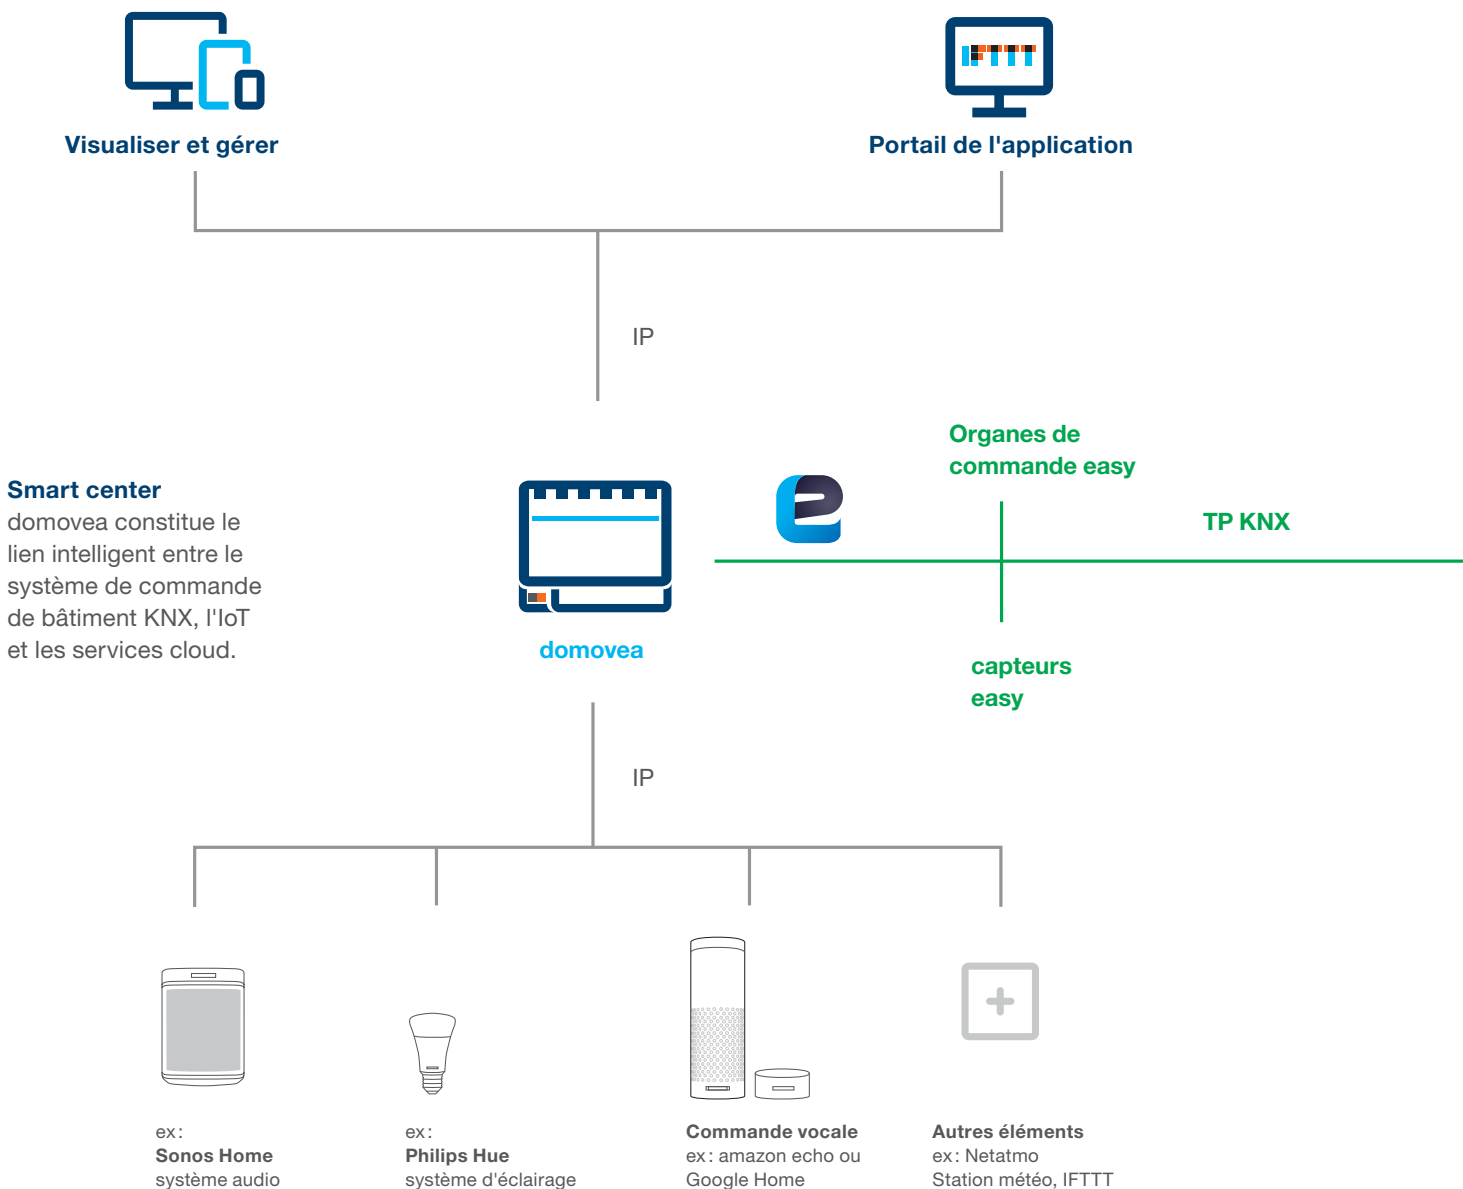 IFTTT
Visualiser et gérer
Portail de l'application
IP
Smart center
domovea constitue le
lien intelligent entre le
système de commande
de bâtiment KNX, l'IoT
et les services cloud.
domovea
Organes de
commande easy
TP KNX
capteurs
easy
IP
ex :
Sonos Home
système audio
ex :
Philips Hue
système d'éclairage
Commande vocale
ex : amazon echo ou
Google Home
Autres éléments
ex : Netatmo
Station météo, IFTTT